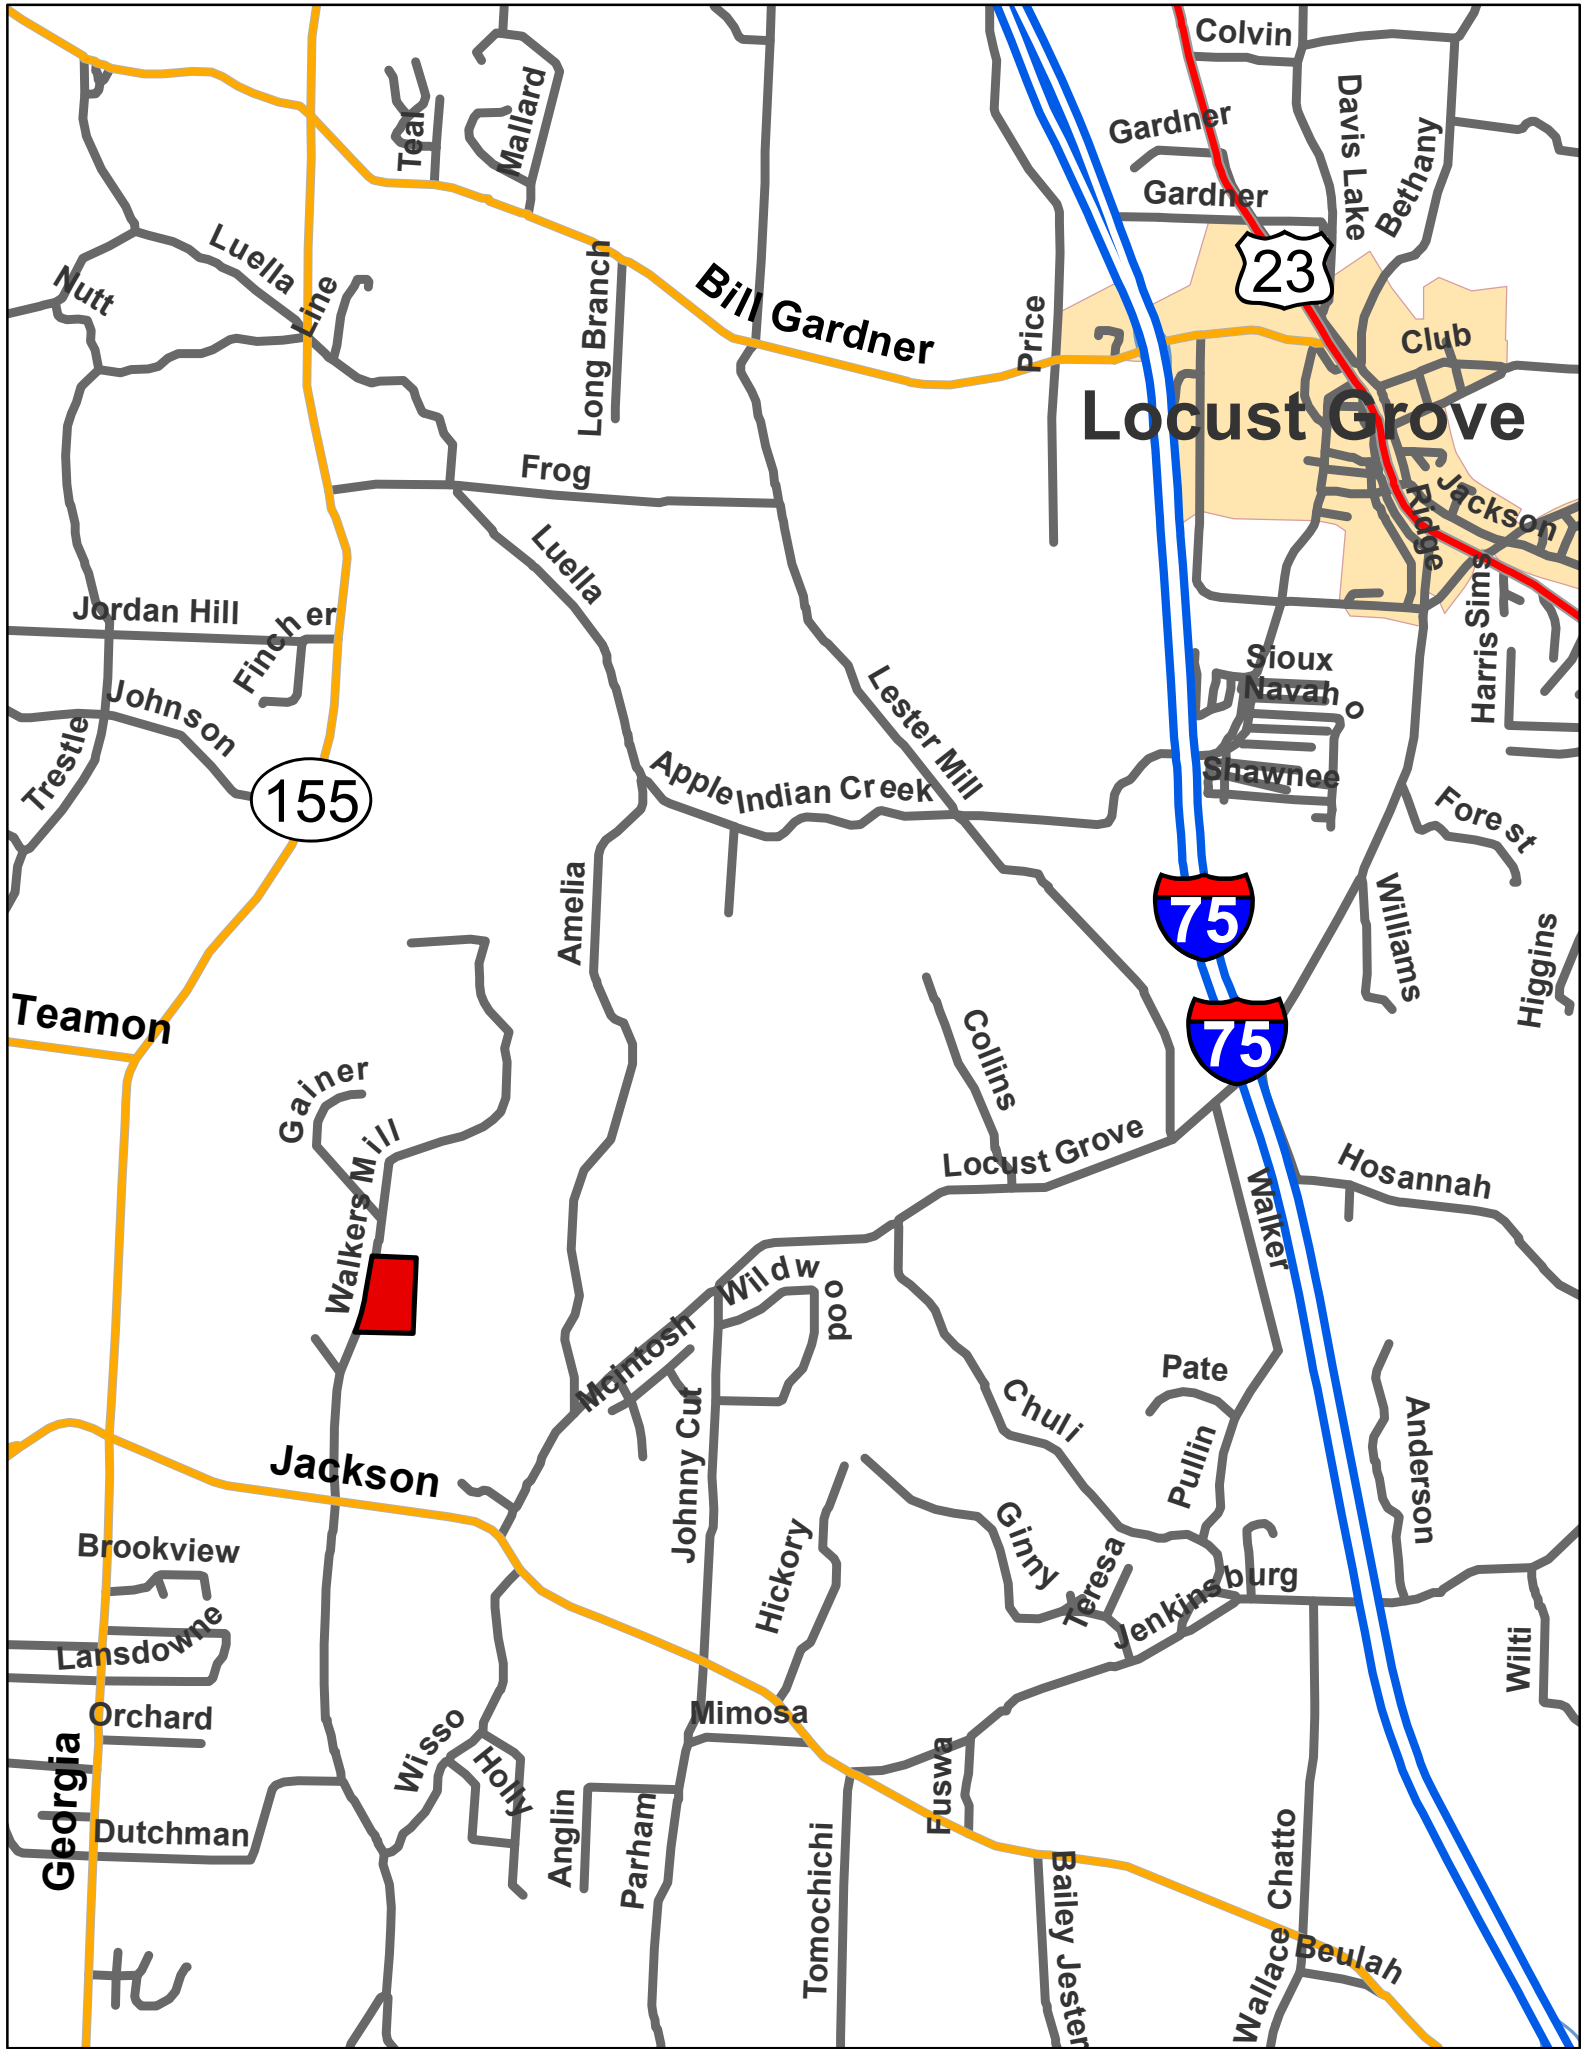 Colvin
Davis Lake
Gardner
Bethany
Mallard
Teal
Gardner
Luella
23
Nutt
Line
Long Branch
Bill Gardner
Price
Club
Locust Grove
Frog
Jackson
Ridge
Luella
Sims
Harris
Jordan Hill
Fincher
Sioux
Navaho
Johnson
Lester Mill
Trestle
155
Apple
Indian Creek
Shawnee
Forest
Amelia
75
Williams
Higgins
Teamon
75
Collins
Gainer
Walkers Mill
Locust Grove
Hosannah
Walker
Wildwood
Mcintosh
Pate
Chuli
Anderson
Johnny Cut
Pullin
Jackson
Hickory
Ginny
Teresa
Brookview
Jenkinsburg
Lansdowne
Wilti
Orchard
Mimosa
Wisso
Holly
Georgia
Fuswa
Anglin
Parham
Dutchman
Tomochichi
Bailey Jester
Wallace Chatto
Beulah